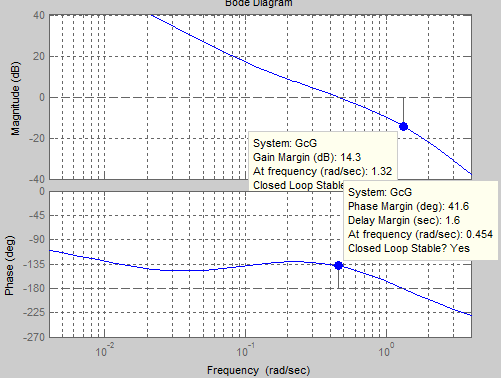 Bode Diagram
40
20
0
-20
-40
Magnitude (dB)
System: GcG
Gain Margin (dB): 14.3
At frequency (rad/sec): 1.32
Closed Loop Stable
System: GcG
Phase Margin (deg): 41.6
Delay Margin (sec): 1.6
At frequency (rad/sec): 0.454
Closed Loop Stable? Yes
0
-45
-90
-135
-180
-225
-270
Phase (deg)
10^-2
10^-1
10^0
Frequency (rad/sec)